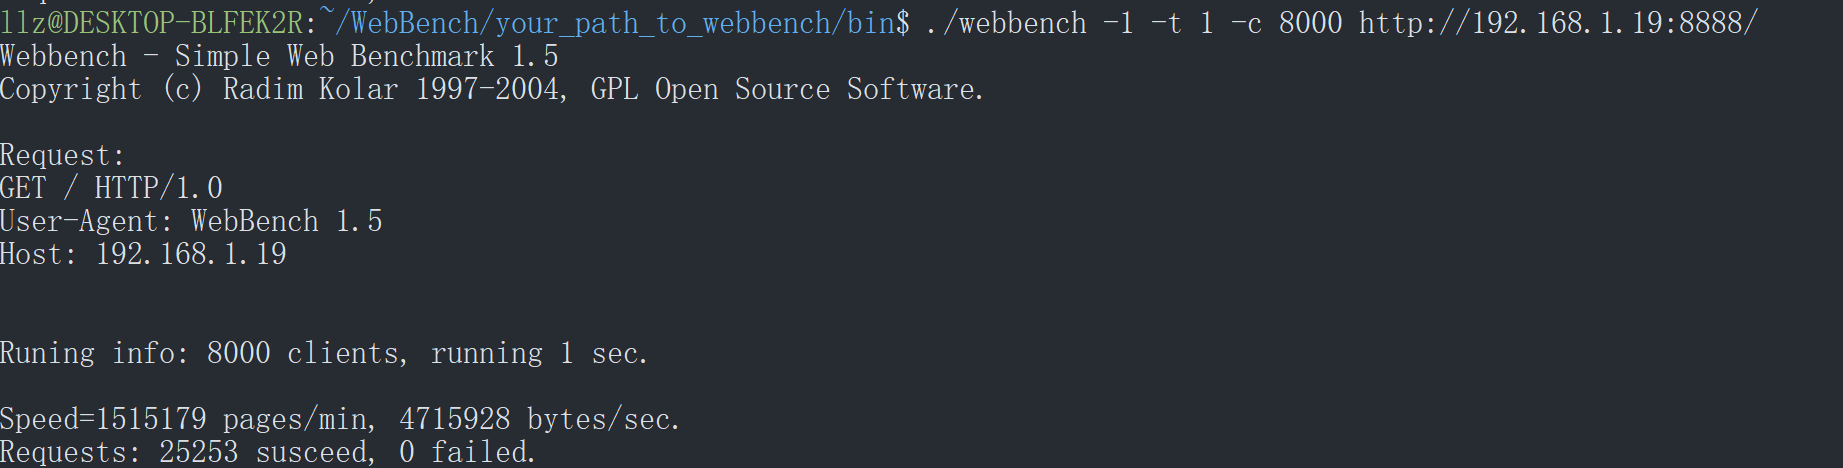 llz@DESKTOP-BLFEK2R:~/WebBench/your_path_to_webbench/bin$ ./webbench -1 -t 1 -c 8000 http://192.168.1.19:8888/
Webbench - Simple Web Benchmark 1.5
Copyright (c) Radim Kolar 1997-2004, GPL Open Source Software.
Request:
GET / HTTP/1.0
User-Agent: WebBench 1.5
Host: 192.168.1.19
Runing info: 8000 clients, running 1 sec.
Speed=1515179 pages/min, 4715928 bytes/sec.
Requests: 25253 susceed, 0 failed.